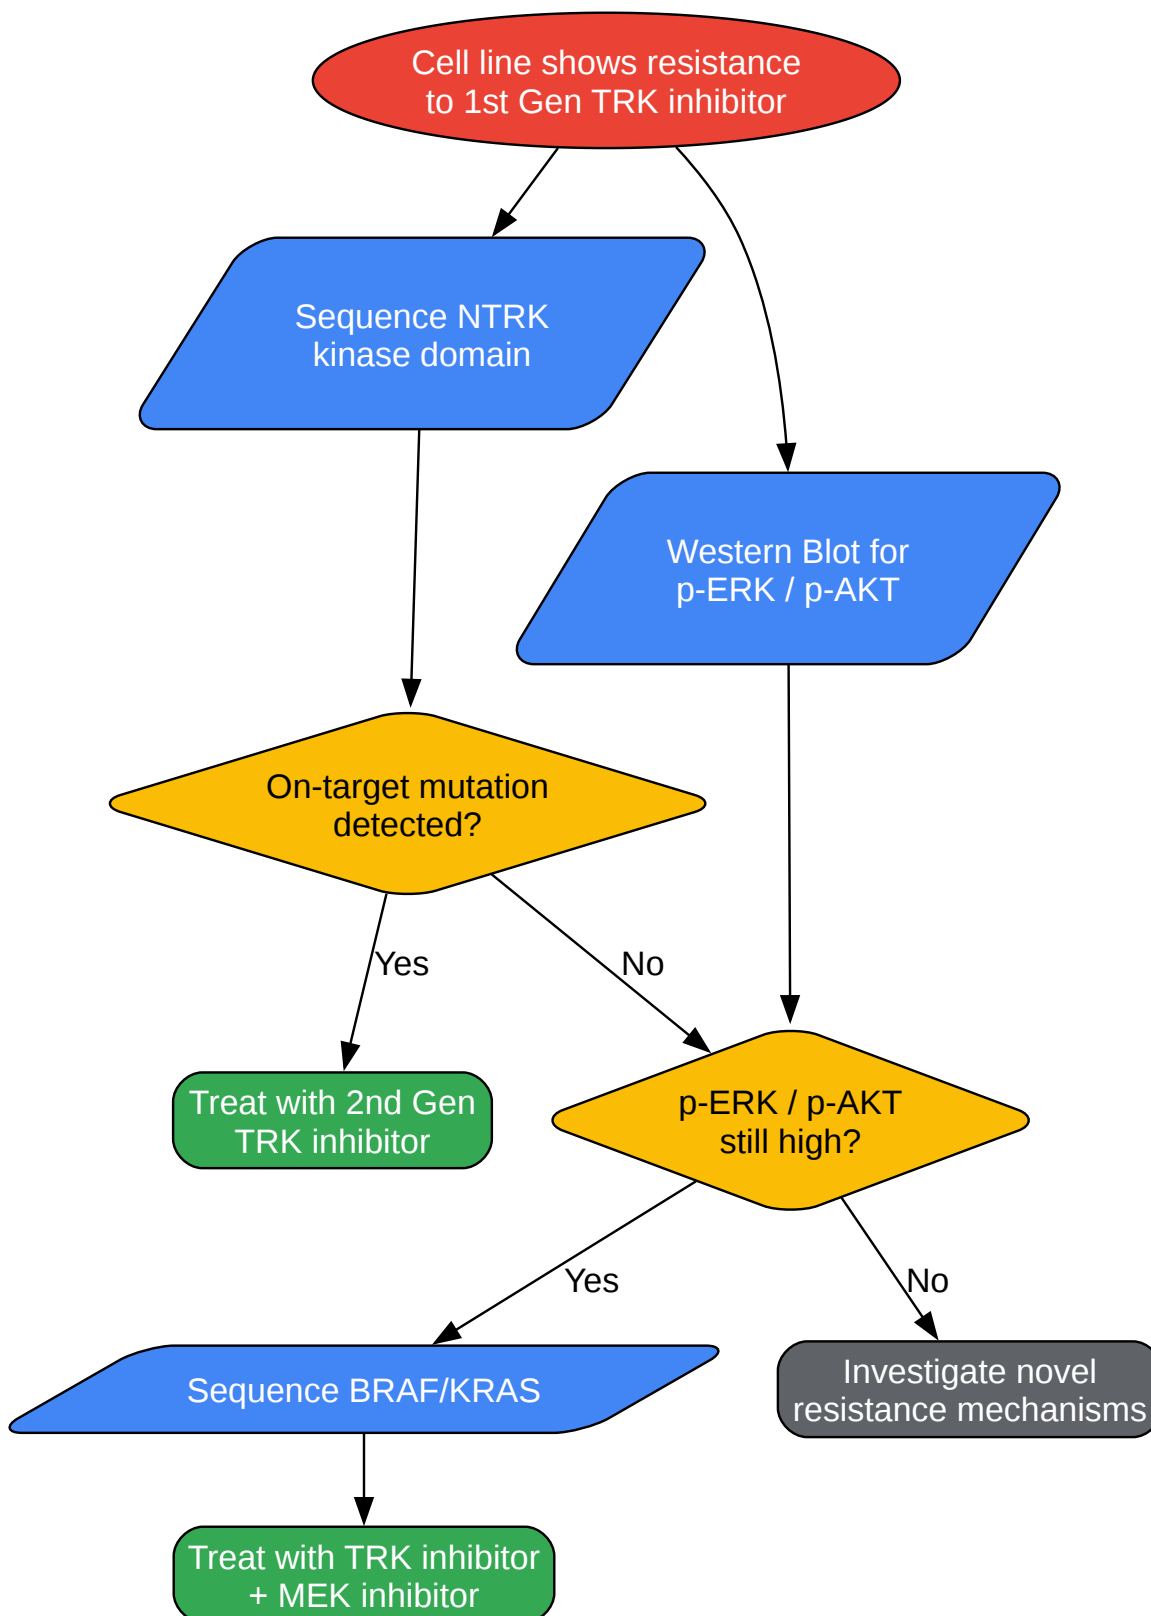 Cell line shows resistance
to 1st Gen TRK inhibitor
Sequence NTRK
kinase domain
Western Blot for
p-ERK / p-AKT
On-target mutation
detected?
Yes
No
Treat with 2nd Gen
TRK inhibitor
p-ERK / p-AKT
still high?
Yes
No
Sequence BRAF/KRAS
Investigate novel
resistance mechanisms
Treat with TRK inhibitor
+ MEK inhibitor